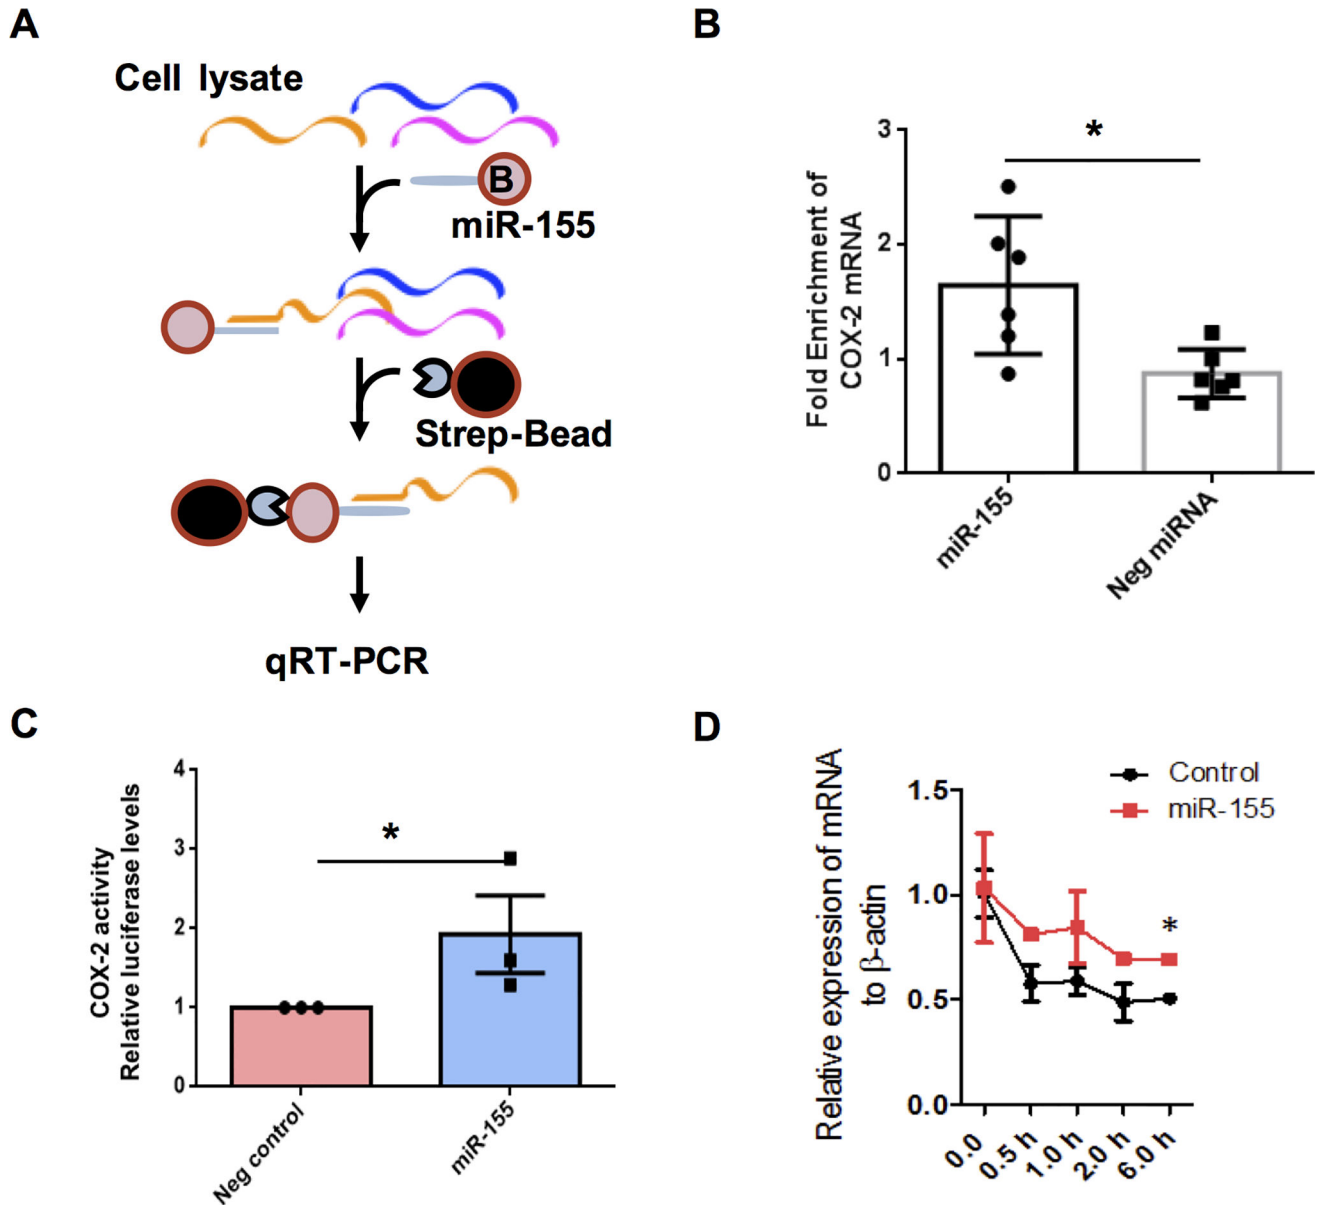 A
Cell lysate
B
miR-155
Strep-Bead
qRT-PCR
B
Fold Enrichment of
COX-2 mRNA
3
2
1
0
*
miR-155
Neg miRNA
C
COX-2 activity
Relative luciferase levels
4
3
2
1
0
*
Neg control
miR-155
D
Relative expression of mRNA
to β-actin
1.5
1.0
0.5
0.0
Control
miR-155
*
0.0
0.5 h
1.0 h
2.0 h
6.0 h